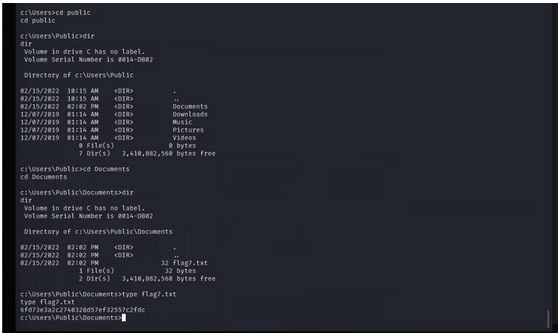 c:\Users>cd public
cd public
c:\Users\Public>dir
dir
Volume in drive C has no label.
Volume Serial Number is 0014-DB02
Directory of c:\Users\Public
02/15/2022  10:15 AM    <DIR>          .
02/15/2022  10:15 AM    <DIR>          ..
02/15/2022  02:02 PM    <DIR>          Documents
12/07/2019  01:14 AM    <DIR>          Downloads
12/07/2019  01:14 AM    <DIR>          Music
12/07/2019  01:14 AM    <DIR>          Pictures
12/07/2019  01:14 AM    <DIR>          Videos
0 File(s)              0 bytes
7 Dir(s)   3,410,882,560 bytes free
c:\Users\Public>cd Documents
cd Documents
c:\Users\Public\Documents>dir
dir
Volume in drive C has no label.
Volume Serial Number is 0014-DB02
Directory of c:\Users\Public\Documents
02/15/2022  02:02 PM    <DIR>          .
02/15/2022  02:02 PM    <DIR>          ..
02/15/2022  02:02 PM                32 flag7.txt
1 File(s)             32 bytes
2 Dir(s)   3,410,882,560 bytes free
c:\Users\Public\Documents>type flag7.txt
type flag7.txt
6fd73e3a2c2740328d57ef32557c2fdc
c:\Users\Public\Documents>